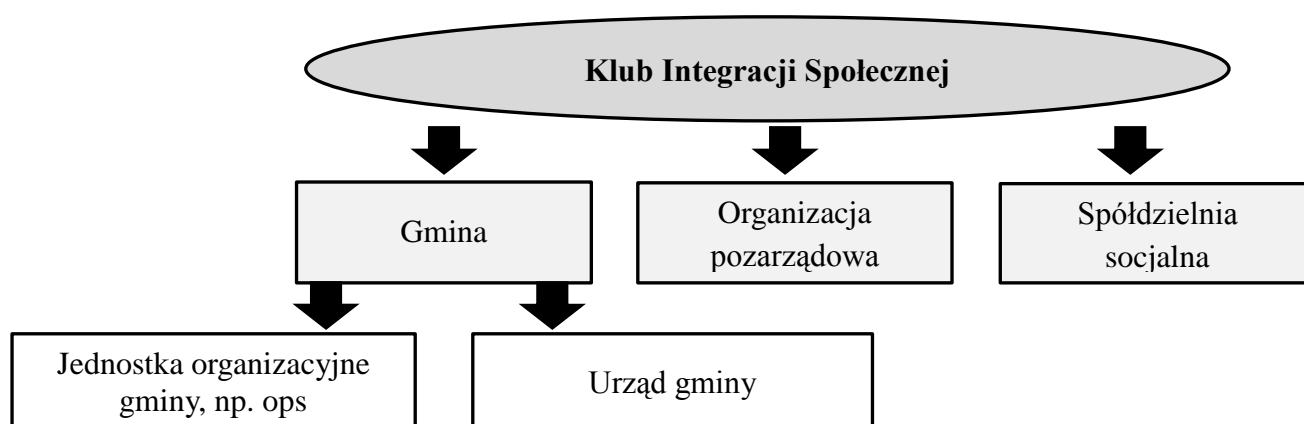 Klub Integracji Społecznej
Gmina
Organizacja
pozarządowa
Spółdzielnia
socjalna
Jednostka organizacyjne
gminy, np. ops
Urząd gminy